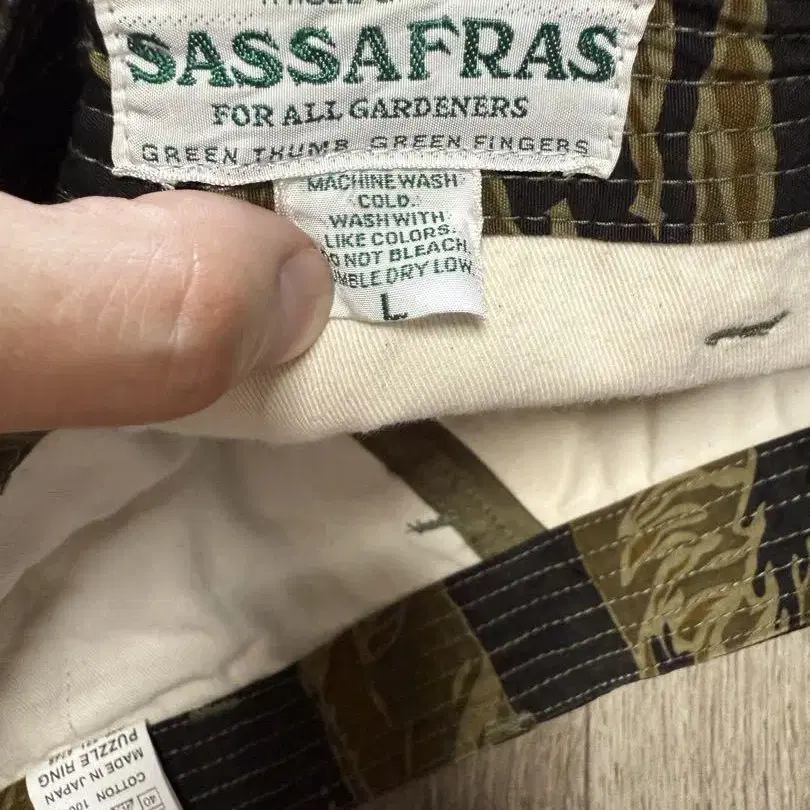 SASSAFRAS
FOR ALL GARDENERS
GREEN THUMB GREEN FINGERS
MACHINE WASH
COLD.
WASH WITH
LIKE COLORS.
DO NOT BLEACH.
TUMBLE DRY LOW
L
PUZZLE RING
MADE IN JAPAN
COTTON
40